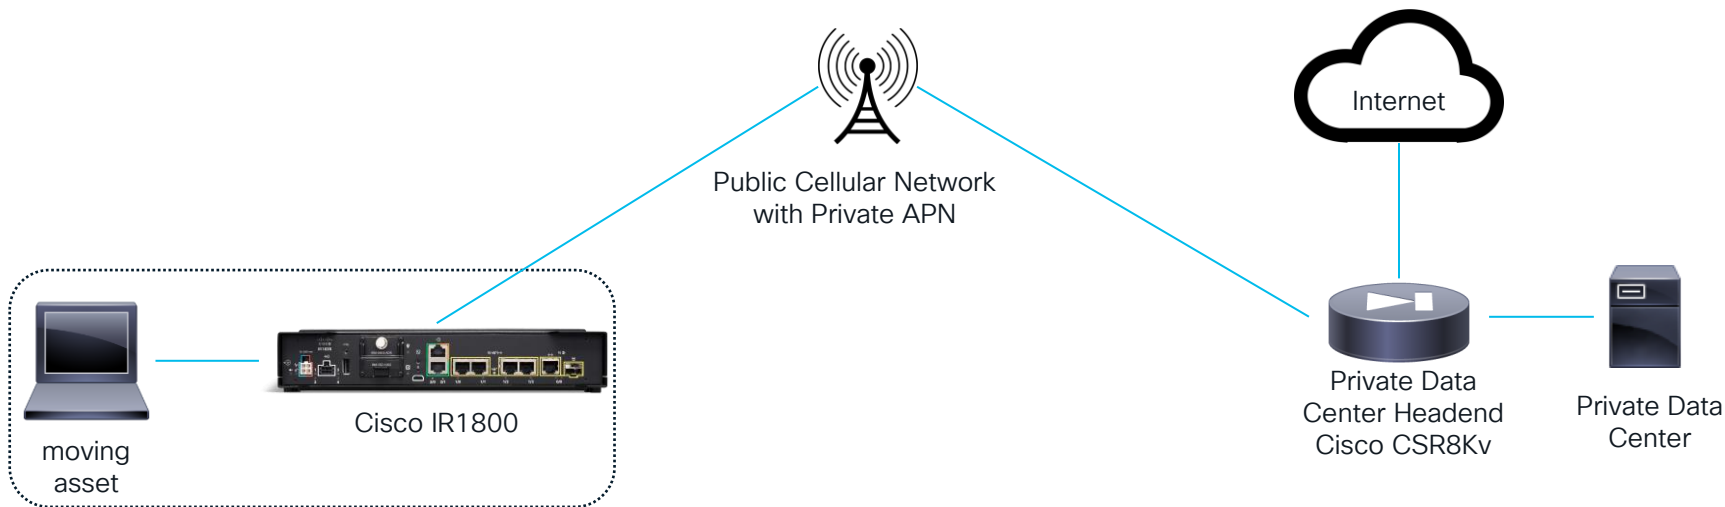 Internet
Public Cellular Network
with Private APN
Cisco IR1800
moving
asset
Private Data
Center Headend
Cisco CSR8Kv
Private Data
Center